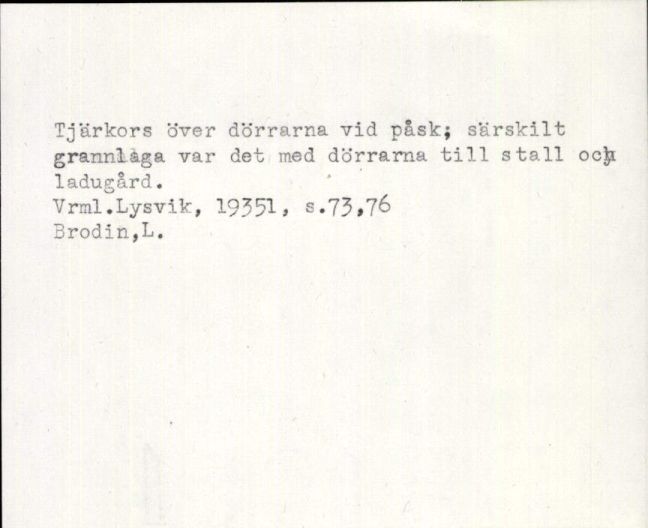 Tjärkors över dörrarna vid påsk; särskilt
grannlaga var det med dörrarna till stall och
ladugård.
Vrml.Lysvik, 19351, s.73,76
Brodin,L.